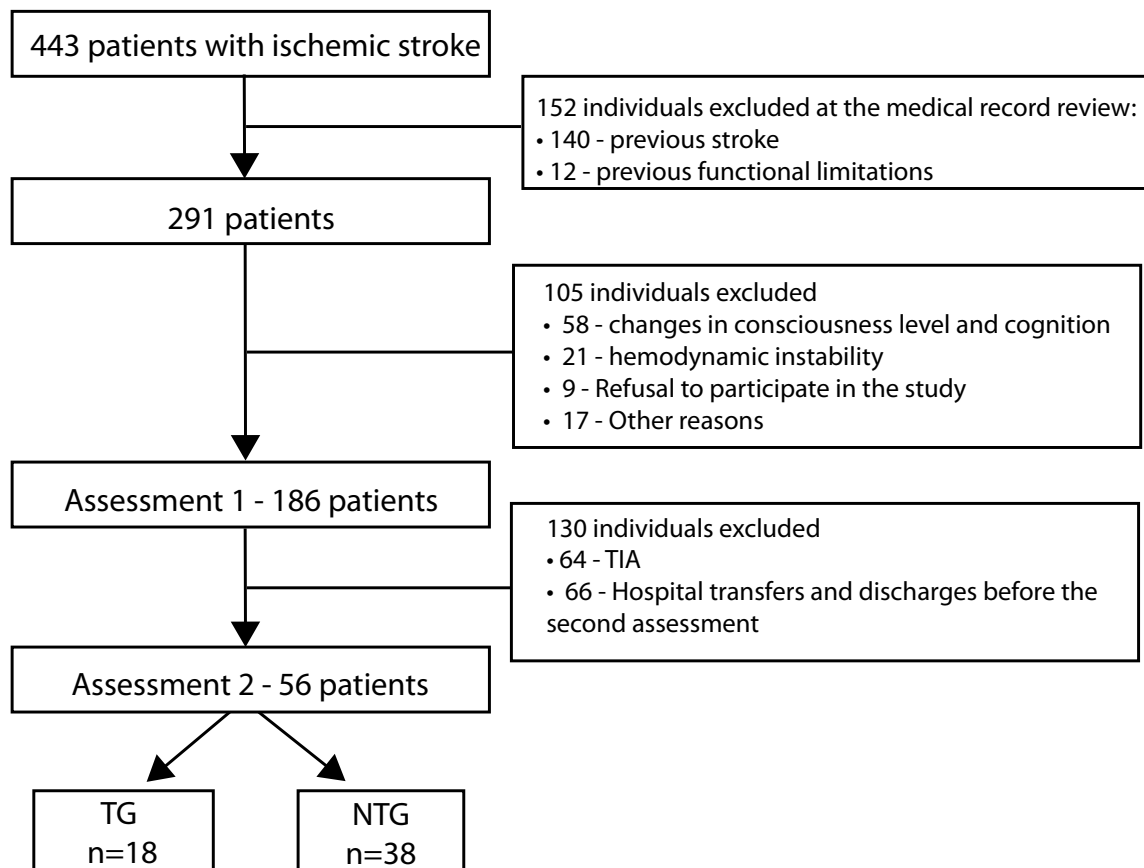 443 patients with ischemic stroke
152 individuals excluded at the medical record review:
• 140 - previous stroke
• 12 - previous functional limitations
291 patients
105 individuals excluded
• 58 - changes in consciousness level and cognition
• 21 - hemodynamic instability
• 9 - Refusal to participate in the study
• 17 - Other reasons
Assessment 1 - 186 patients
130 individuals excluded
• 64 - TIA
• 66 - Hospital transfers and discharges before the
second assessment
Assessment 2 - 56 patients
TG
n=18
NTG
n=38